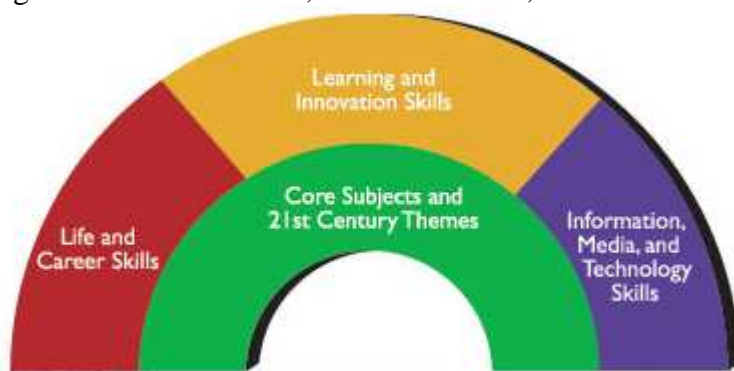 Learning and
Innovation Skills
Core Subjects and
21st Century Themes
Life and
Career Skills
Information,
Media, and
Technology
Skills